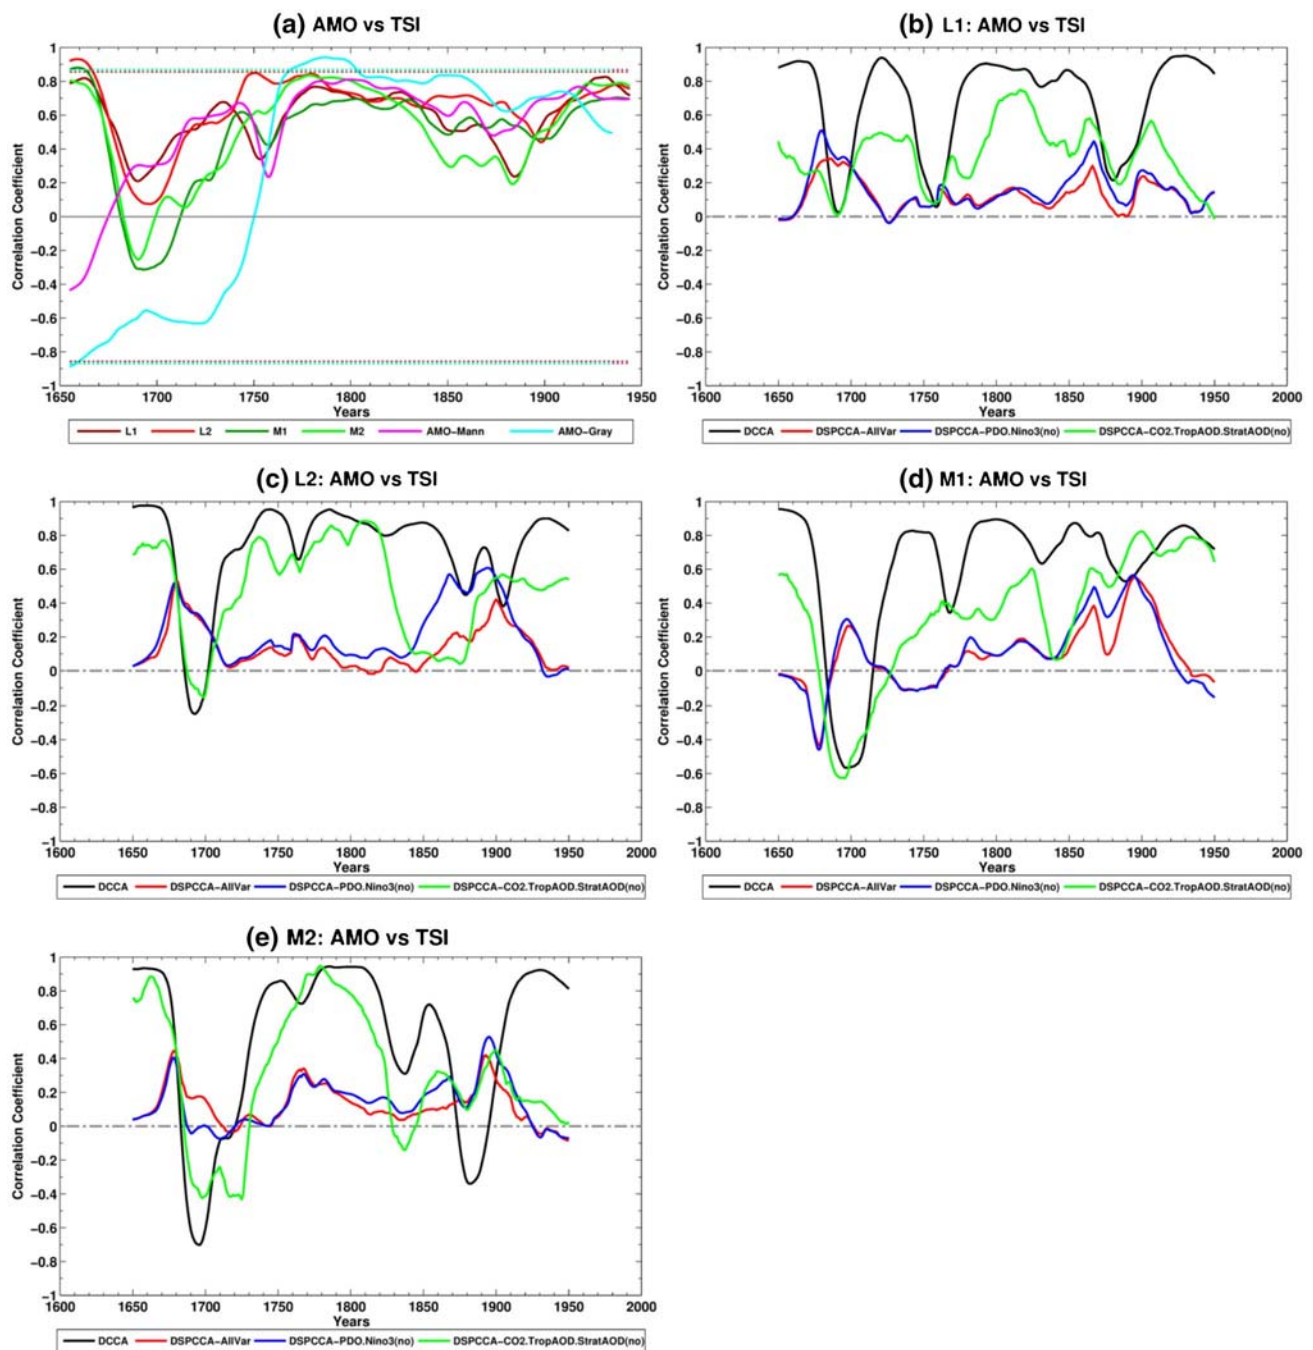 (a) AMO vs TSI
1
0.8
0.6
0.4
0.2
0
−0.2
−0.4
−0.6
−0.8
−1
Correlation Coefficient
1650 1700 1750 1800 1850 1900 1950
Years
L1 L2 M1 M2 AMO−Mann AMO−Gray
(b) L1: AMO vs TSI
1
0.8
0.6
0.4
0.2
0
−0.2
−0.4
−0.6
−0.8
−1
Correlation Coefficient
1600 1650 1700 1750 1800 1850 1900 1950 2000
Years
DCCA DSPCCA−AllVar DSPCCA−PDO.Nino3(no) DSPCCA−CO2.TropAOD.StratAOD(no)
(c) L2: AMO vs TSI
1
0.8
0.6
0.4
0.2
0
−0.2
−0.4
−0.6
−0.8
−1
Correlation Coefficient
1600 1650 1700 1750 1800 1850 1900 1950 2000
Years
DCCA DSPCCA−AllVar DSPCCA−PDO.Nino3(no) DSPCCA−CO2.TropAOD.StratAOD(no)
(d) M1: AMO vs TSI
1
0.8
0.6
0.4
0.2
0
−0.2
−0.4
−0.6
−0.8
−1
Correlation Coefficient
1600 1650 1700 1750 1800 1850 1900 1950 2000
Years
DCCA DSPCCA−AllVar DSPCCA−PDO.Nino3(no) DSPCCA−CO2.TropAOD.StratAOD(no)
(e) M2: AMO vs TSI
1
0.8
0.6
0.4
0.2
0
−0.2
−0.4
−0.6
−0.8
−1
Correlation Coefficient
1600 1650 1700 1750 1800 1850 1900 1950 2000
Years
DCCA DSPCCA−AllVar DSPCCA−PDO.Nino3(no) DSPCCA−CO2.TropAOD.StratAOD(no)